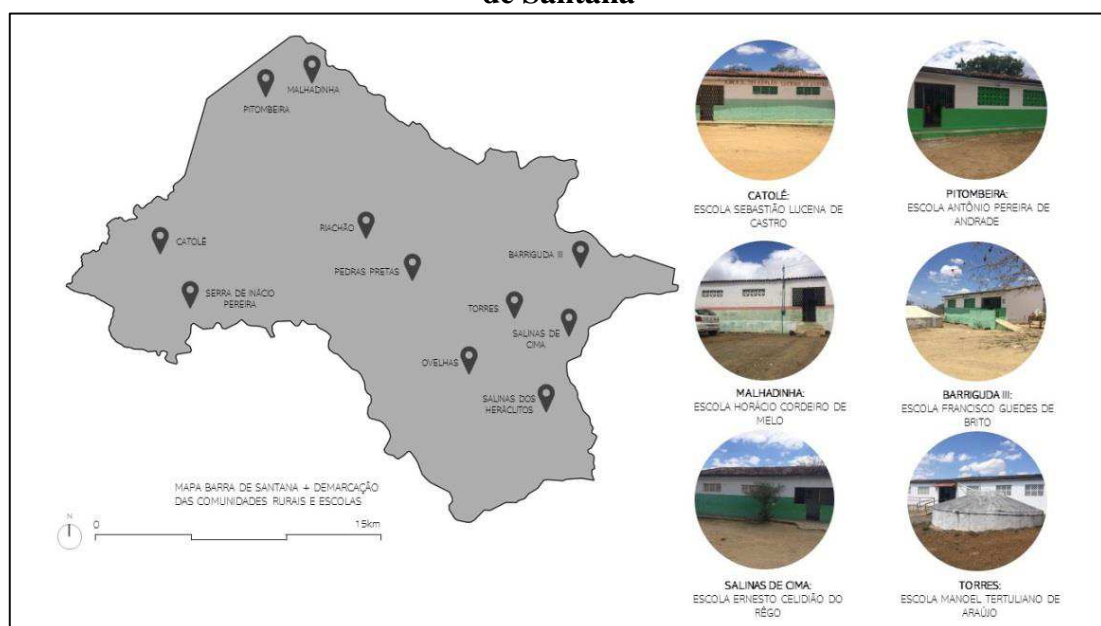 de Santana
MALHADINHA
PITOMBEIRA
RIACHÃO
CATOLÉ
BARRIGUDA III
PEDRAS PRETAS
SERRA DE INÁCIO
PEREIRA
TORRES
SALINAS DE
CIMA
OVELHAS
SALINAS DOS
HERÁCLITOS
MAPA BARRA DE SANTANA + DEMARCAÇÃO
DAS COMUNIDADES RURAIS E ESCOLAS
N
0
15km
CATOLÉ:
ESCOLA SEBASTIÃO LUCENA DE
CASTRO
PITOMBEIRA:
ESCOLA ANTÔNIO PEREIRA DE
ANDRADE
MALHADINHA:
ESCOLA HORÁCIO CORDEIRO DE
MELO
BARRIGUDA III:
ESCOLA FRANCISCO GUEDES DE
BRITO
SALINAS DE CIMA:
ESCOLA ERNESTO CELIDIÃO DO
RÊGO
TORRES:
ESCOLA MANOEL TERTULIANO DE
ARAÚJO